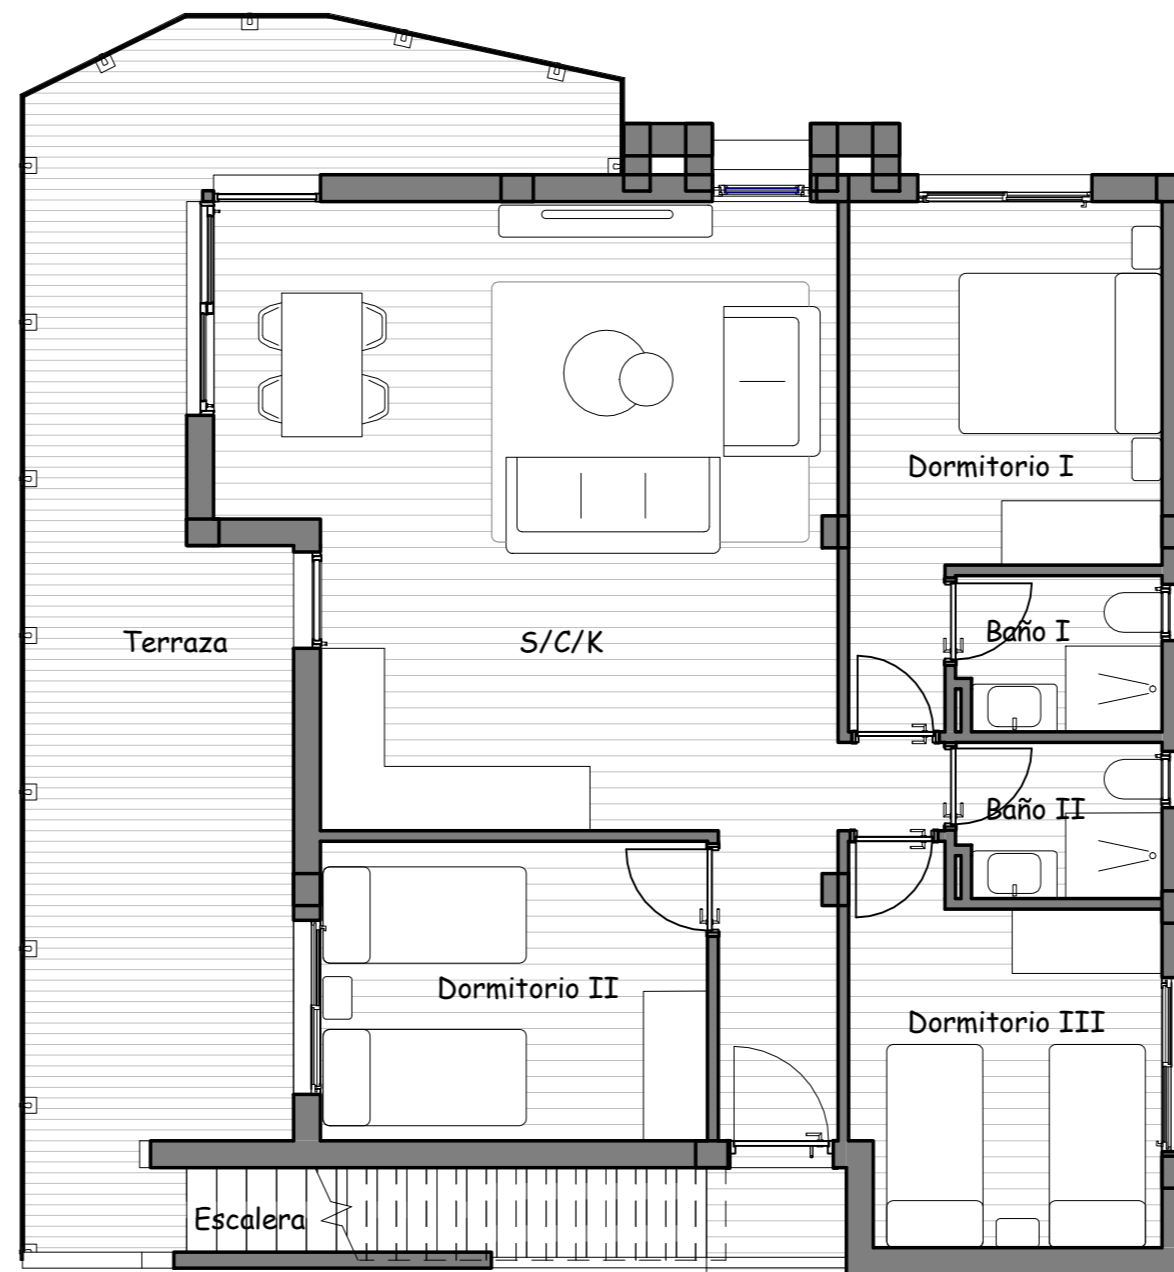 Dormitorio I
Terraza
S/C/K
Baño I
Baño II
Dormitorio II
Dormitorio III
Escalera